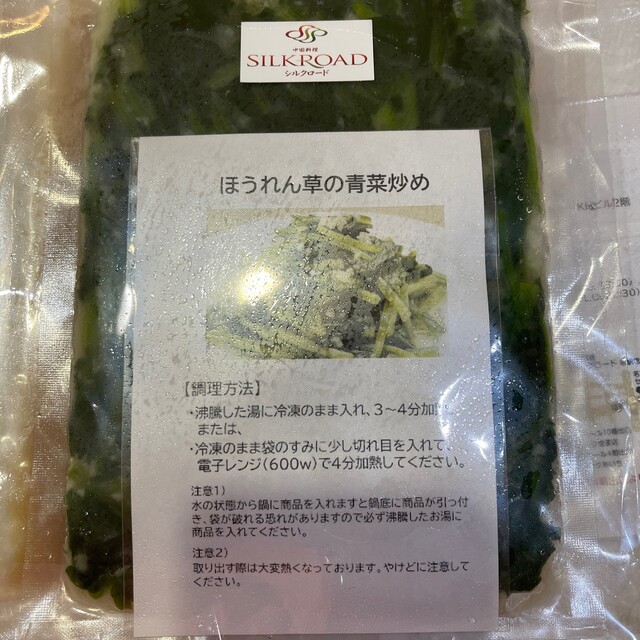 中国料理
SILKROAD
シルクロード
ほうれん草の青菜炒め
【調理方法】
・沸騰した湯に冷凍のまま入れ、3～4分加
または、
・冷凍のまま袋のすみに少し切れ目を入れて、
電子レンジ(600w)で4分加熱してください。
注意1)
水の状態から鍋に商品を入れますと鍋底に商品が引っ付
き、袋が破れる恐れがありますので必ず沸騰したお湯に
商品を入れてください。
注意2)
取り出す際は大変熱くなっております。やけどに注意して
ください。
ビル2階